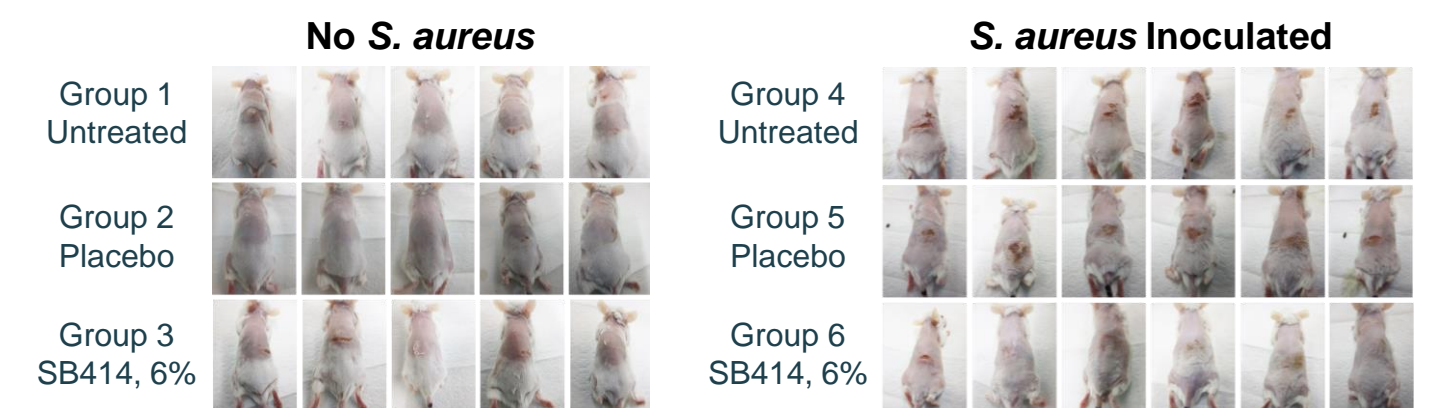 No S. aureus
Group 1
Untreated
Group 2
Placebo
Group 3
SB414, 6%
S. aureus Inoculated
Group 4
Untreated
Group 5
Placebo
Group 6
SB414, 6%